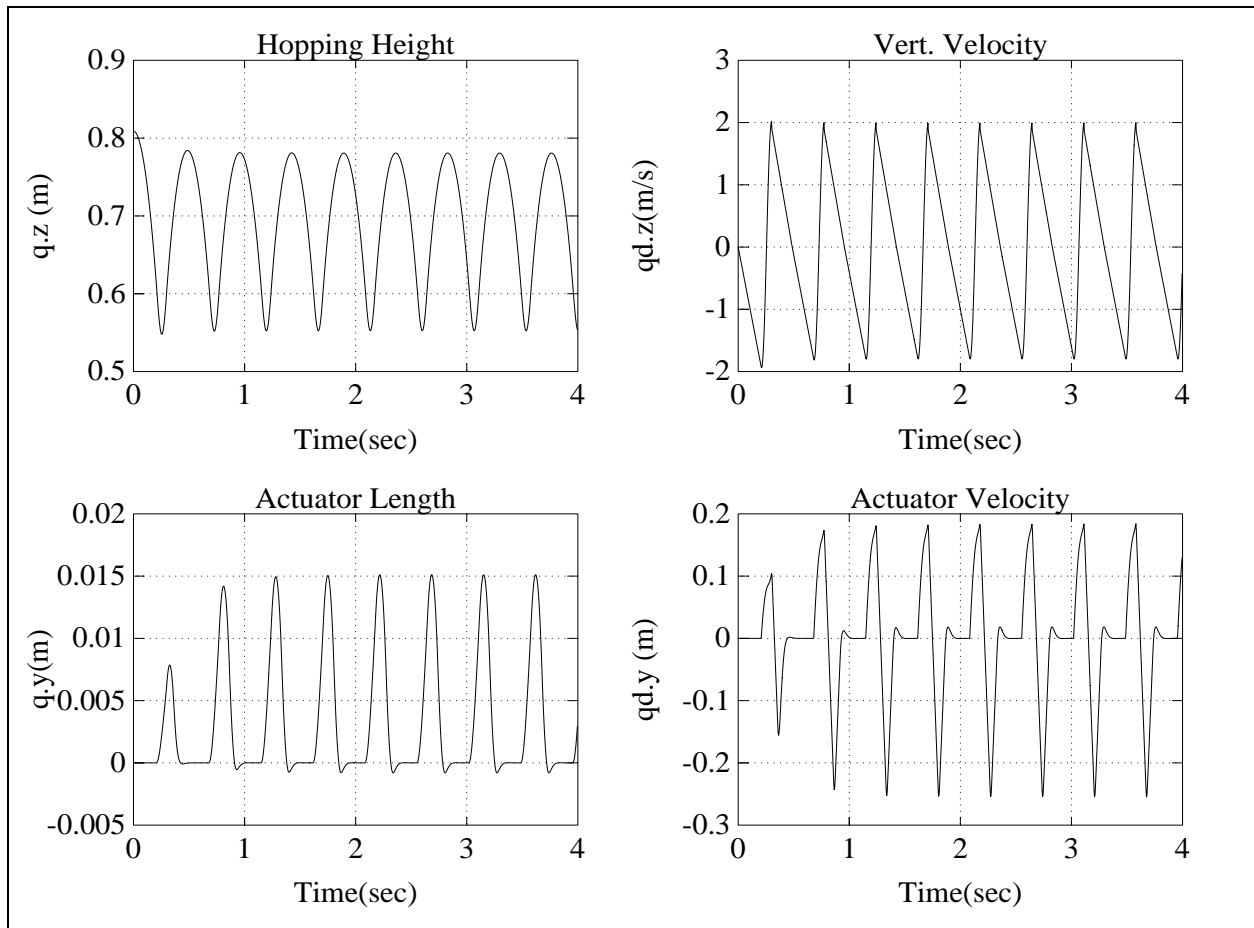 Hopping Height
0.9
0.8
0.7
0.6
0.5
q.z (m)
0 1 2 3 4
Time(sec)
Vert. Velocity
3
2
1
0
-1
-2
qd.z(m/s)
0 1 2 3 4
Time(sec)
Actuator Length
0.02
0.015
0.01
0.005
0
-0.005
q.y(m)
0 1 2 3 4
Time(sec)
Actuator Velocity
0.2
0.1
0
-0.1
-0.2
-0.3
qd.y (m)
0 1 2 3 4
Time(sec)